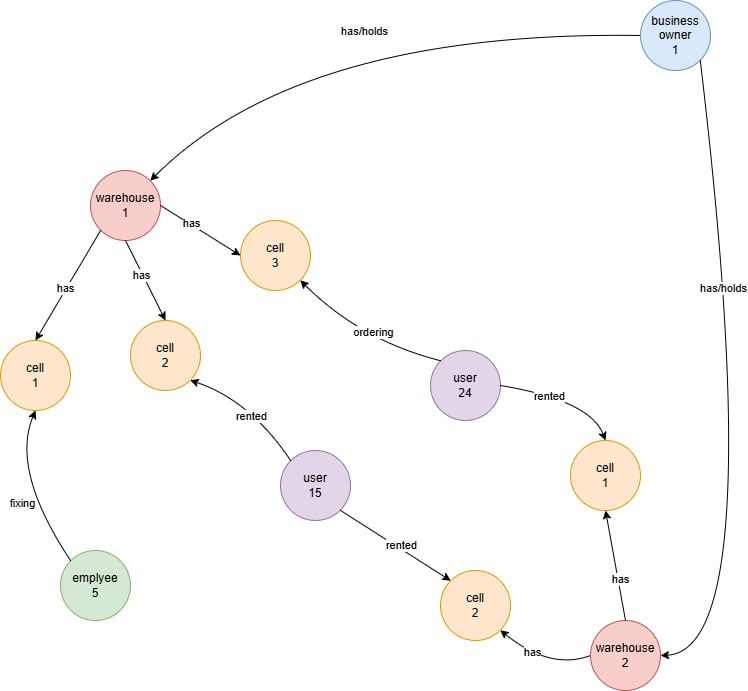 business
owner
1
has/holds
warehouse
1
has
cell
3
has
has
has/holds
ordering
cell
2
cell
1
user
24
rented
rented
cell
1
user
15
fixing
rented
emplyee
5
has
cell
2
has
warehouse
2